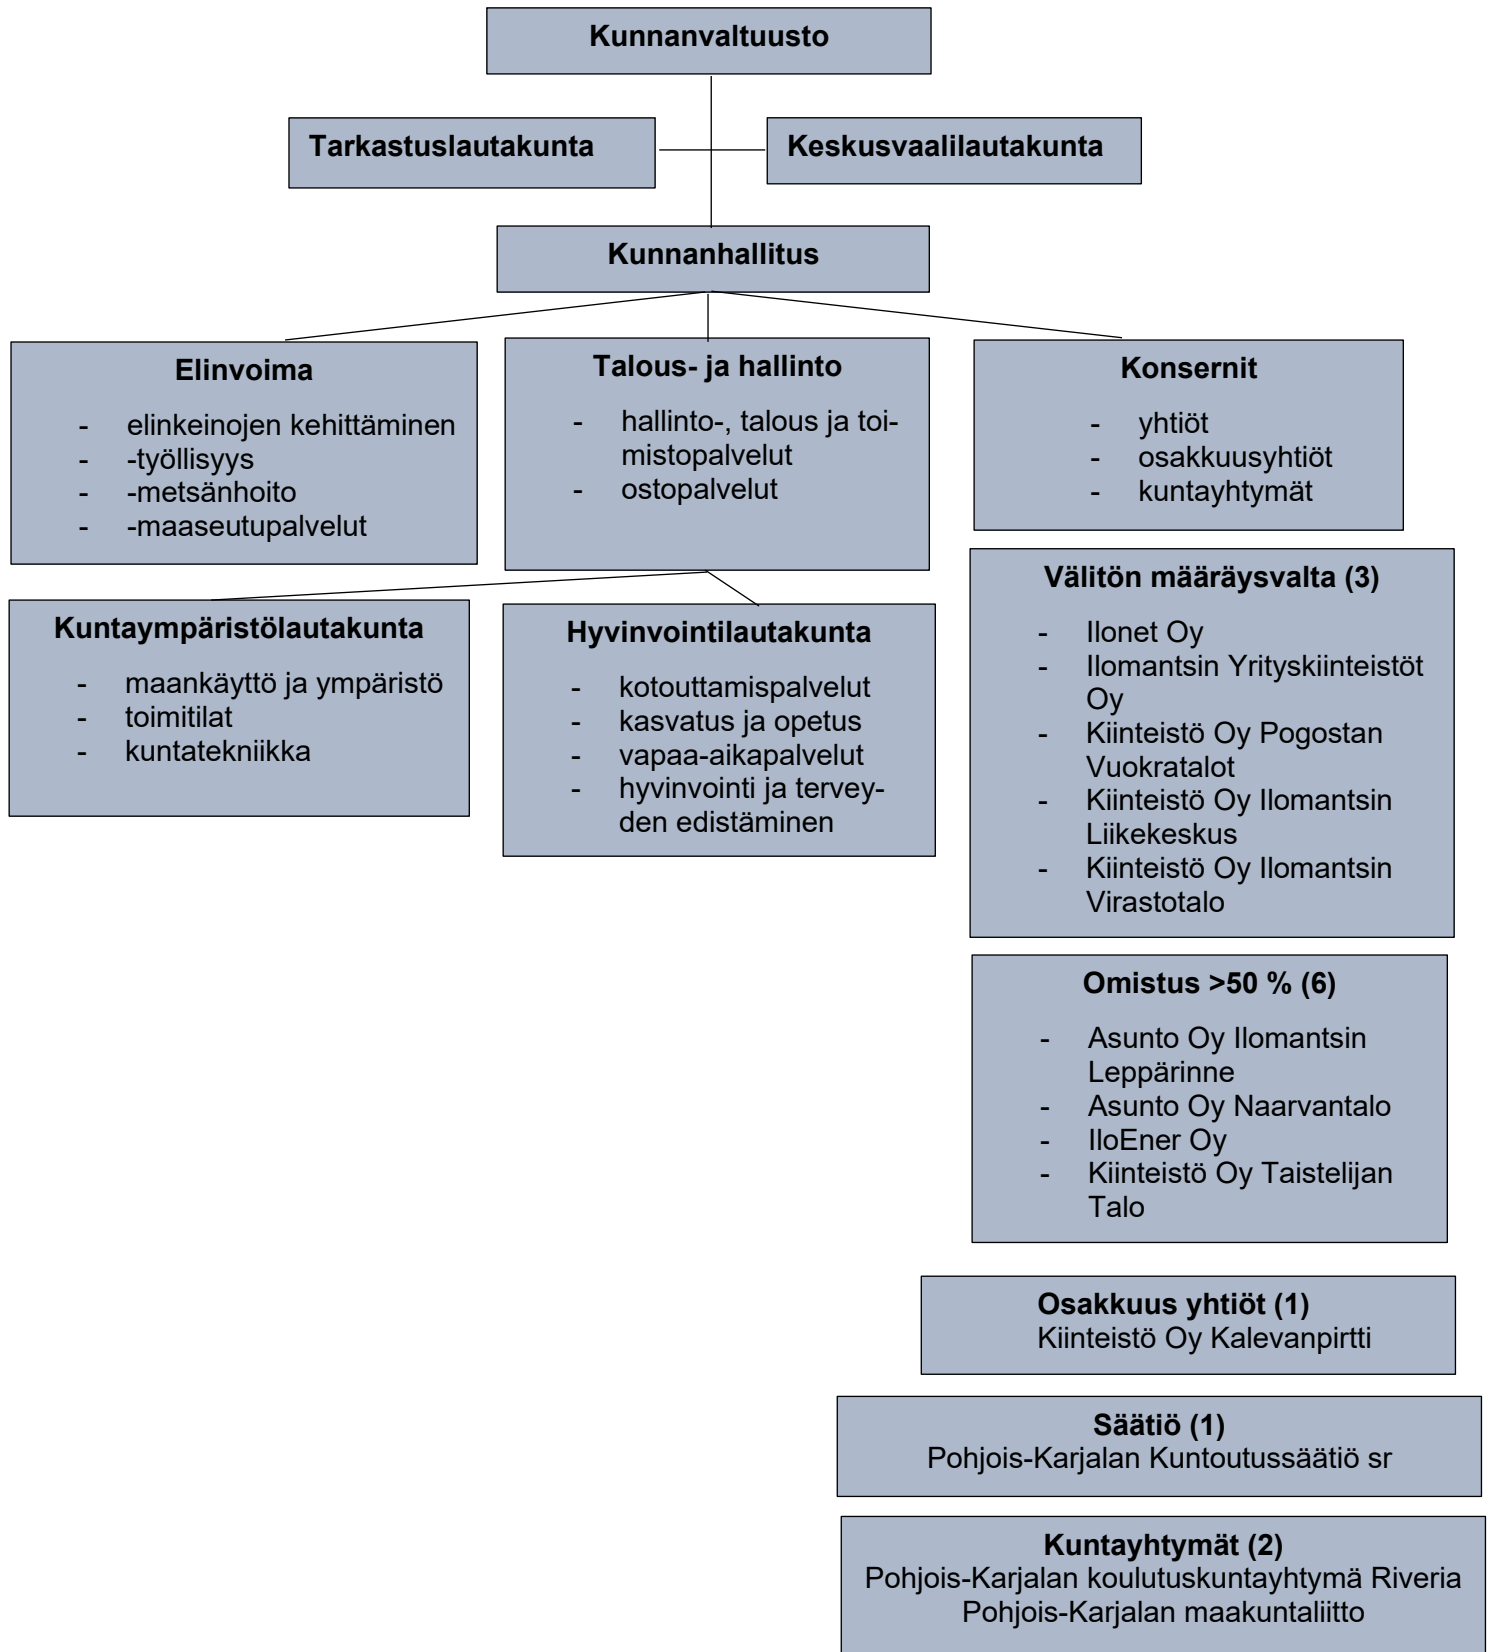 Kunnanvaltuusto
Tarkastuslautakunta
Keskusvaalilautakunta
Kunnanhallitus
Elinvoima
- elinkeinojen kehittäminen
- -työllisyys
- -metsänhoito
- -maaseutupalvelut
Talous- ja hallinto
- hallinto-, talous ja toi-
mistopalvelut
- ostopalvelut
Konsernit
- yhtiöt
- osakkuusyhtiöt
- kuntayhtymät
Kuntaympäristölautakunta
- maankäyttö ja ympäristö
- toimitilat
- kuntatekniikka
Hyvinvointilautakunta
- kotouttamispalvelut
- kasvatus ja opetus
- vapaa-aikapalvelut
- hyvinvointi ja tervey-
den edistäminen
Välitön määräysvalta (3)
- Ilonet Oy
- Ilomantsin Yrityskiinteistöt
Oy
- Kiinteistö Oy Pogostan
Vuokratalot
- Kiinteistö Oy Ilomantsin
Liikekeskus
- Kiinteistö Oy Ilomantsin
Virastotalo
Omistus >50 % (6)
- Asunto Oy Ilomantsin
Leppärinne
- Asunto Oy Naarvantalo
- IloEner Oy
- Kiinteistö Oy Taistelijan
Talo
Osakkuus yhtiöt (1)
Kiinteistö Oy Kalevanpirtti
Säätiö (1)
Pohjois-Karjalan Kuntoutussäätiö sr
Kuntayhtymät (2)
Pohjois-Karjalan koulutuskuntayhtymä Riveria
Pohjois-Karjalan maakuntaliitto